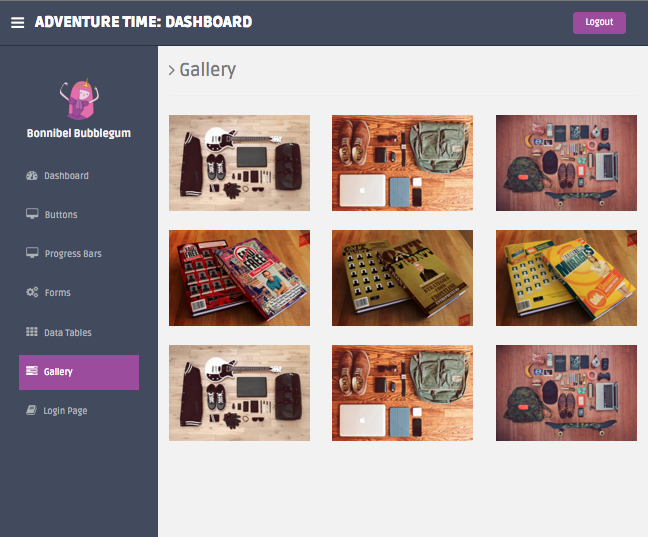 ADVENTURE TIME: DASHBOARD
Logout
Bonnibel Bubblegum
Dashboard
Buttons
Progress Bars
Forms
Data Tables
Gallery
Login Page
> Gallery